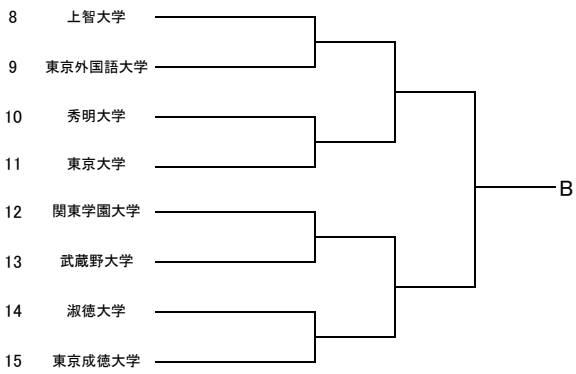 8 上智大学
9 東京外国語大学
10 秀明大学
11 東京大学
12 関東学園大学
13 武蔵野大学
14 淑徳大学
15 東京成徳大学
B